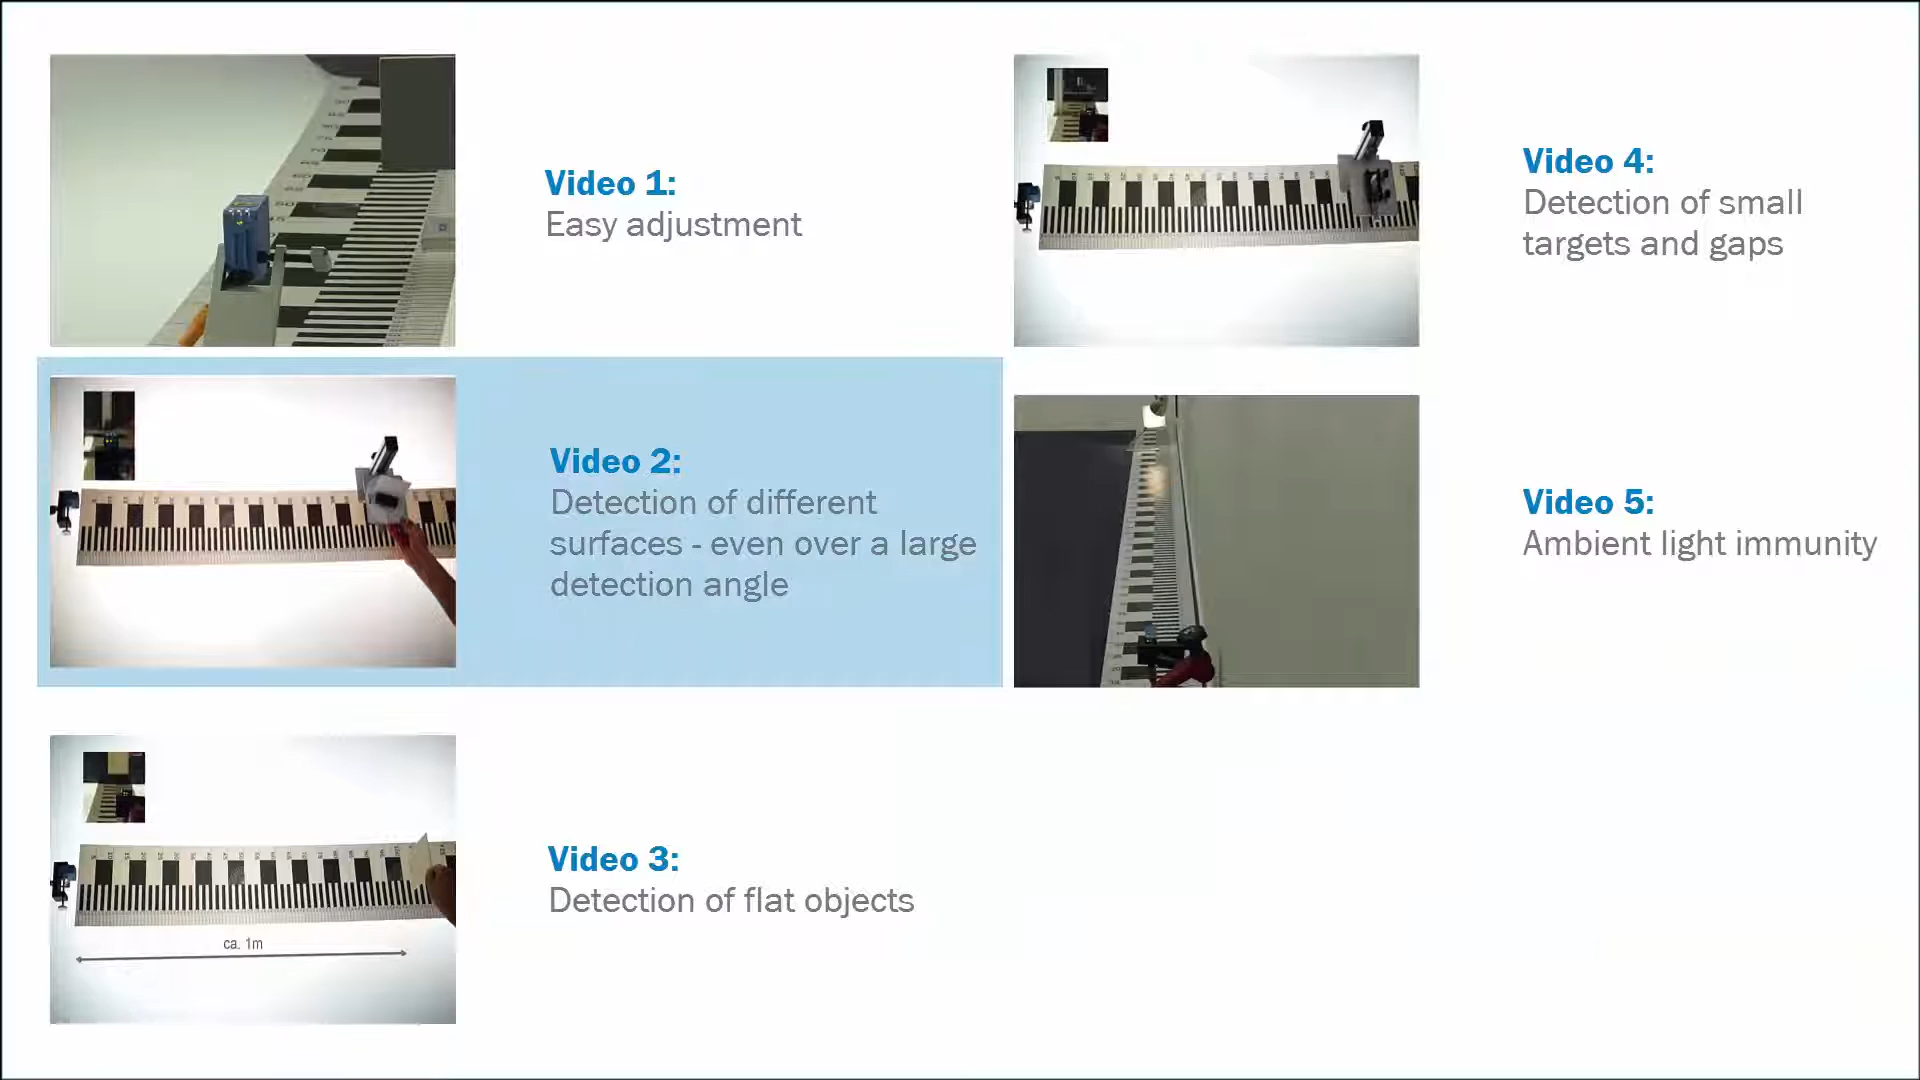 Video 1:
Easy adjustment
Video 2:
Detection of different
surfaces - even over a large
detection angle
Video 3:
Detection of flat objects
ca. 1m
Video 4:
Detection of small
targets and gaps
Video 5:
Ambient light immunity